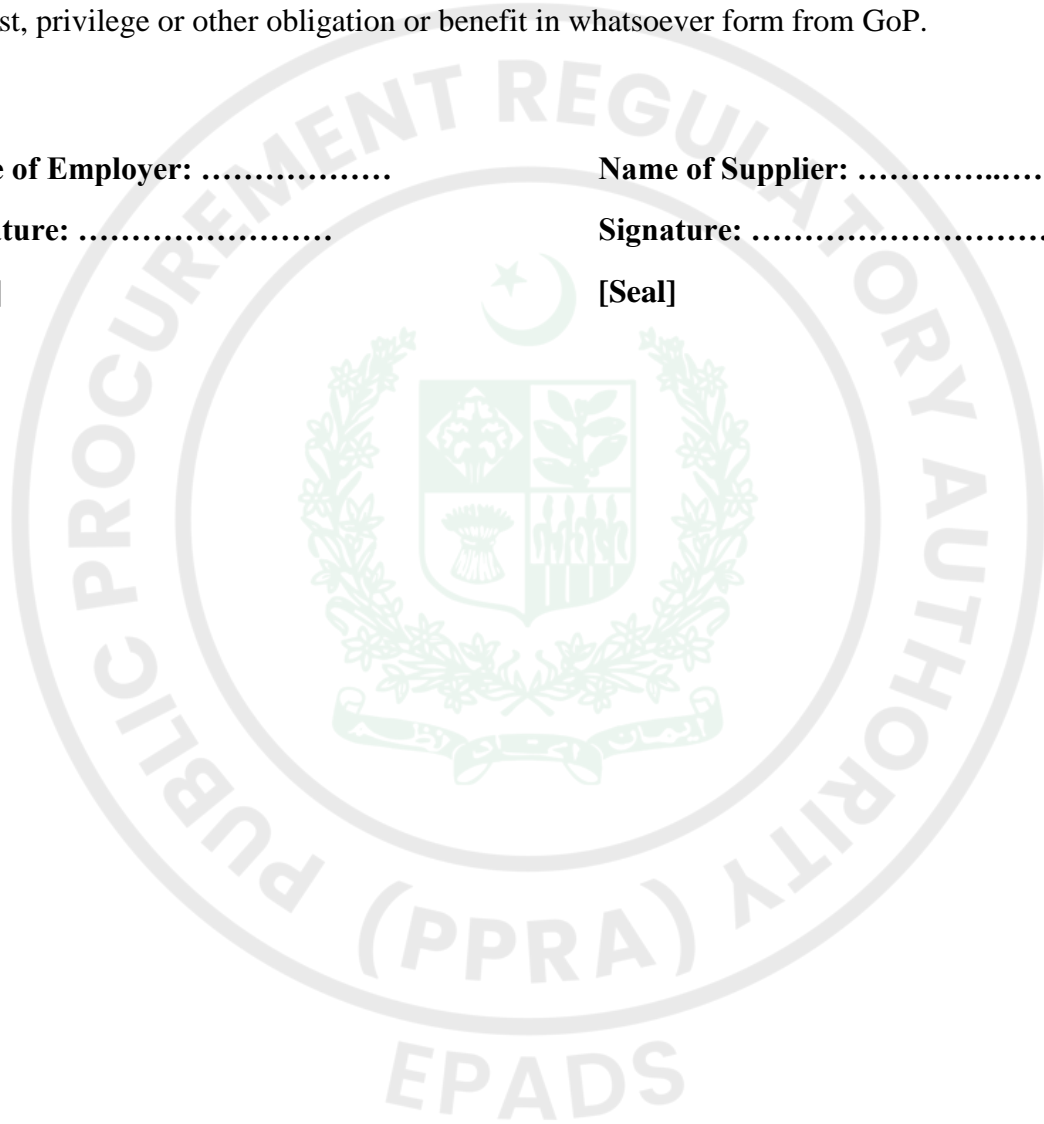 st, privilege or other obligation or benefit in whatsoever form from GoP.
e of Employer: ……………… Name of Supplier: …………..……
ture: …………………… Signature: …………………………
] [Seal]
PUBLIC PROCUREMENT REGULATORY AUTHORITY
(PPRA)
EPADS